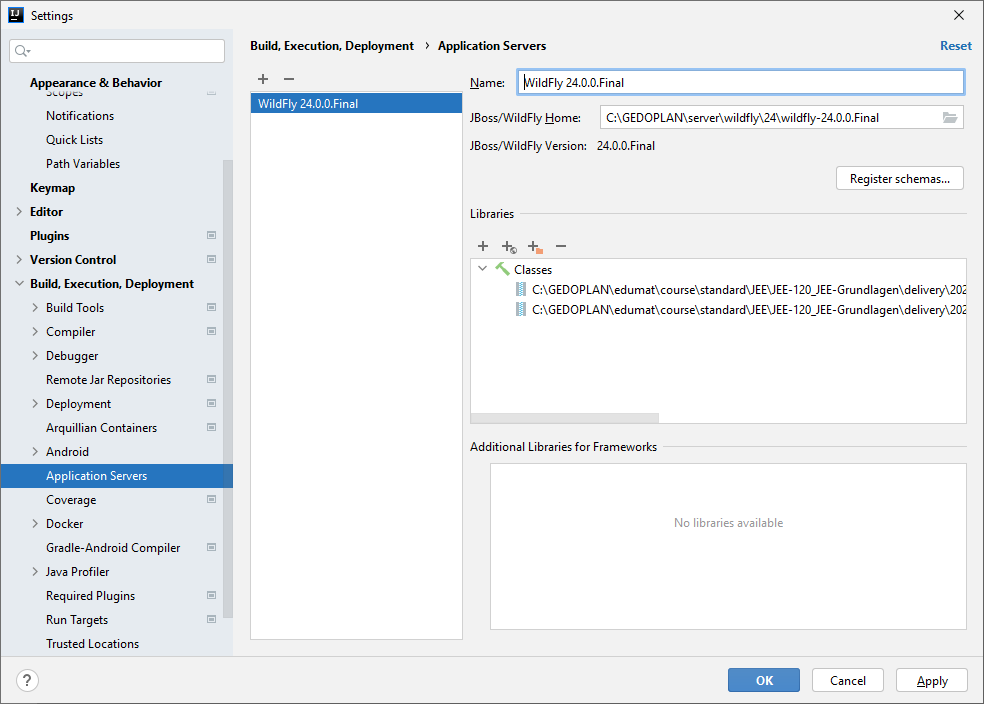 Settings
Appearance & Behavior
Scopes
Notifications
Quick Lists
Path Variables
Keymap
Editor
Plugins
Version Control
Build, Execution, Deployment
Build Tools
Compiler
Debugger
Remote Jar Repositories
Deployment
Arquillian Containers
Android
Application Servers
Coverage
Docker
Gradle-Android Compiler
Java Profiler
Required Plugins
Run Targets
Trusted Locations
Build, Execution, Deployment › Application Servers
Reset
WildFly 24.0.0.Final
Name: WildFly 24.0.0.Final
JBoss/WildFly Home: C:\GEDOPLAN\server\wildfly\24\wildfly-24.0.0.Final
JBoss/WildFly Version: 24.0.0.Final
Register schemas...
Libraries
Classes
C:\GEDOPLAN\edumat\course\standard\JEE\JEE-120_JEE-Grundlagen\delivery\202
C:\GEDOPLAN\edumat\course\standard\JEE\JEE-120_JEE-Grundlagen\delivery\202
Additional Libraries for Frameworks
No libraries available
?
OK
Cancel
Apply